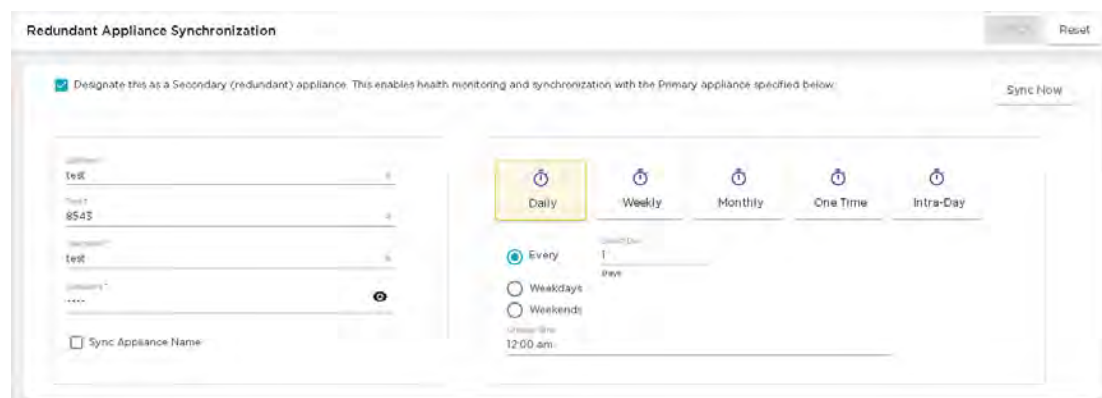 Redundant Appliance Synchronization
Reset
Designate this as a Secondary (redundant) appliance. This enables health monitoring and synchronization with the Primary appliance specified below.
Sync Now
test
8543
test
----
Sync Appliance Name
Daily
Weekly
Monthly
One Time
Intra-Day
Every
1
Days
Weekdays
Weekends
12:00 am